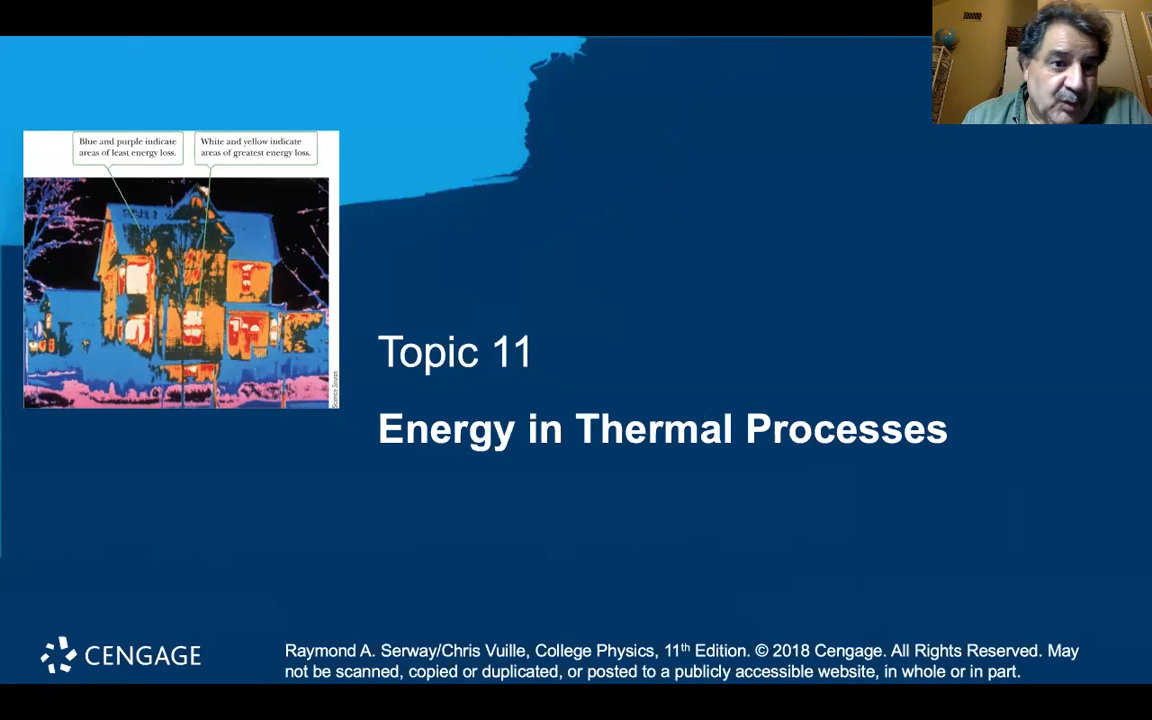 Blue and purple indicate
areas of least energy loss.
White and yellow indicate
areas of greatest energy loss.
Science Source
Topic 11
Energy in Thermal Processes
CENGAGE
Raymond A. Serway/Chris Vuille, College Physics, 11th Edition. © 2018 Cengage. All Rights Reserved. May
not be scanned, copied or duplicated, or posted to a publicly accessible website, in whole or in part.